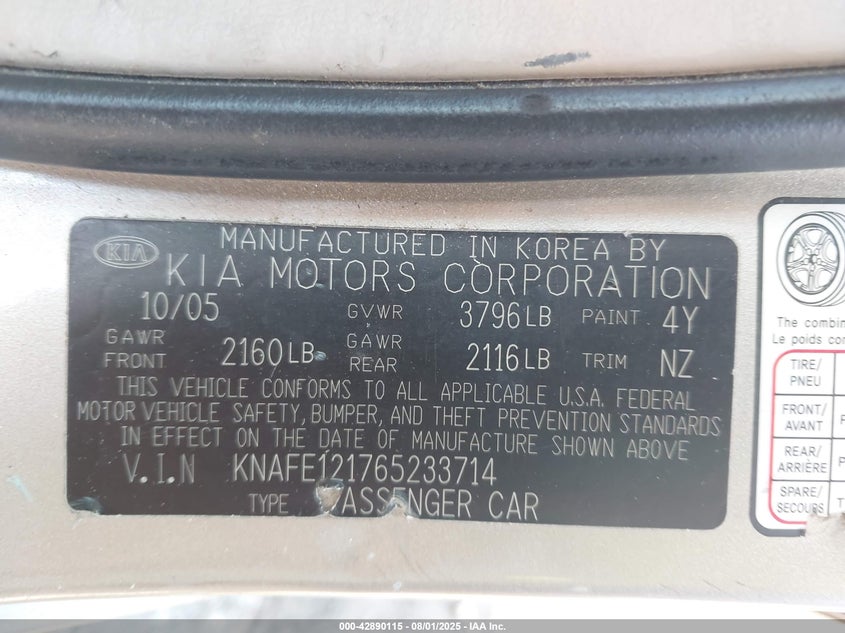 KIA
MANUFACTURED IN KOREA BY
KIA MOTORS CORPORATION
10/05 GVWR 3796LB PAINT 4Y
GAWR FRONT 2160LB GAWR REAR 2116LB TRIM NZ
THIS VEHICLE CONFORMS TO ALL APPLICABLE U.S.A. FEDERAL
MOTOR VEHICLE SAFETY, BUMPER, AND THEFT PREVENTION STANDARDS
IN EFFECT ON THE DATE OF MANUFACTURE SHOWN ABOVE
V.I.N KNAFE121765233714
TYPE PASSENGER CAR
The combin
Le poids co
TIRE/
PNEU
FRONT/
AVANT
REAR/
ARRIÈRE
SPARE/
SECOURS
000-42890115 - 08/01/2025 - IAA Inc.